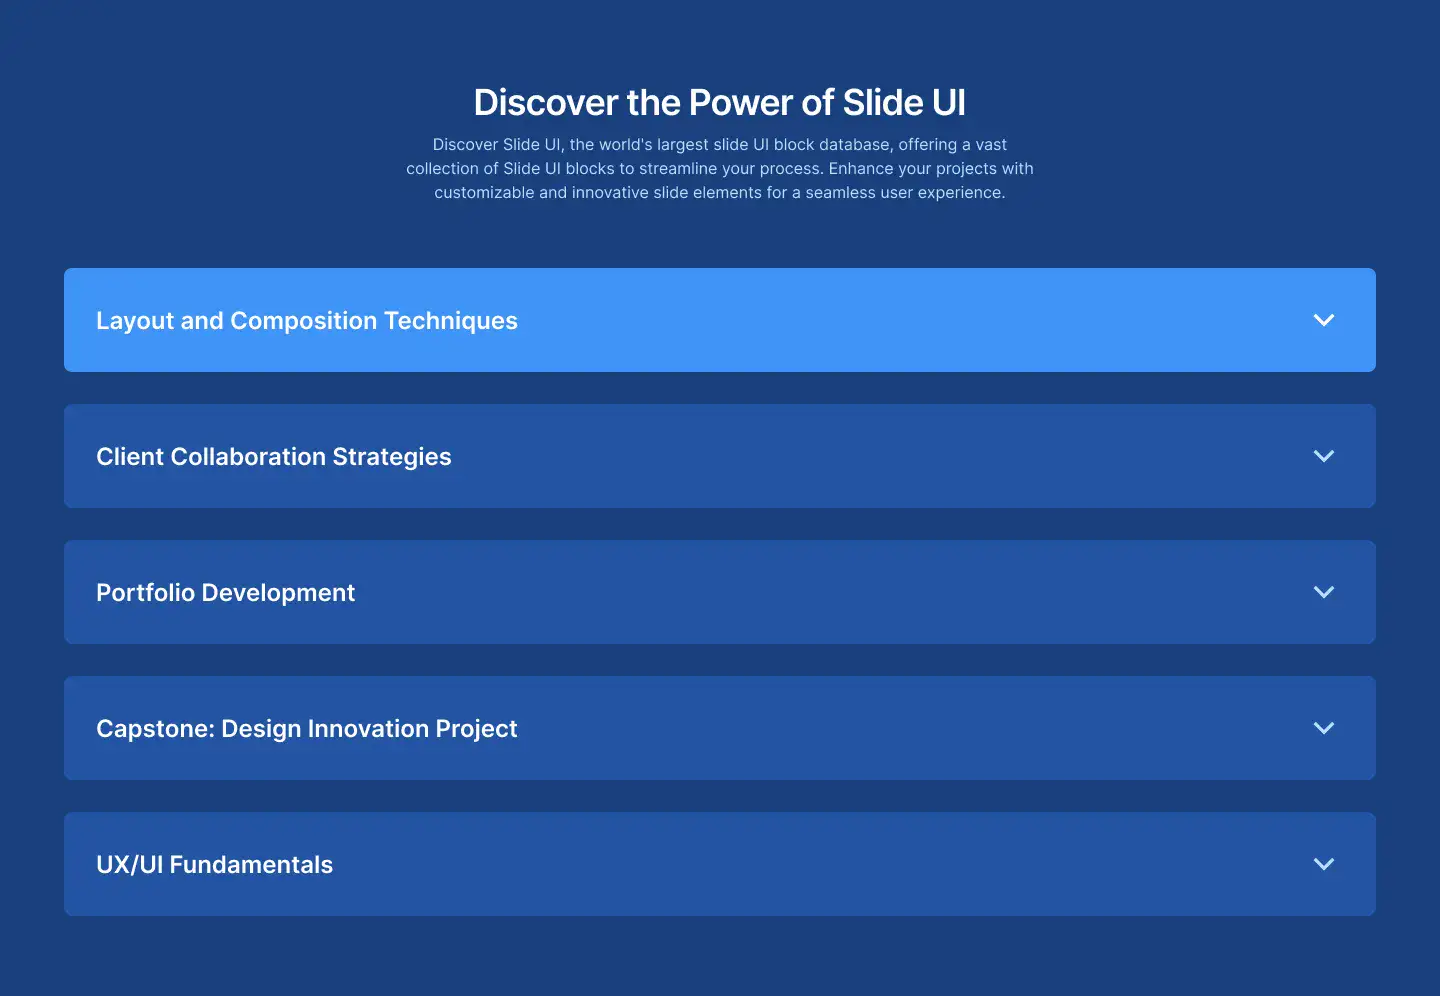 Discover the Power of Slide UI
Discover Slide UI, the world's largest slide UI block database, offering a vast
collection of Slide UI blocks to streamline your process. Enhance your projects with
customizable and innovative slide elements for a seamless user experience.
Layout and Composition Techniques
Client Collaboration Strategies
Portfolio Development
Capstone: Design Innovation Project
UX/UI Fundamentals